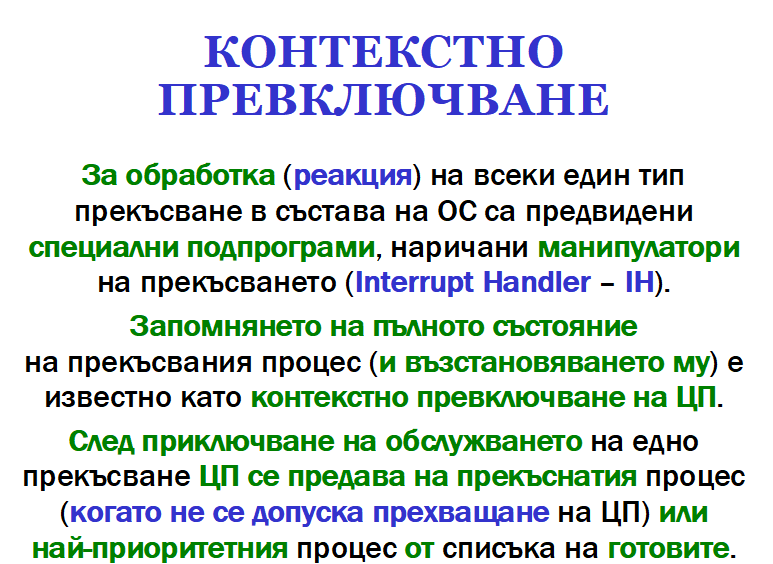 КОНТЕКСТНО
ПРЕВКЛЮЧВАНЕ
За обработка (реакция) на всеки един тип
прекъсване в състава на ОС са предвидени
специални подпрограми, наричани манипулатори
на прекъсването (Interrupt Handler – IH).
Запомнянето на пълното състояние
на прекъсвания процес (и възстановяването му) е
известно като контекстно превключване на ЦП.
След приключване на обслужването на едно
прекъсване ЦП се предава на прекъснатия процес
(когато не се допуска прехващане на ЦП) или
най-приоритетния процес от списъка на готовите.